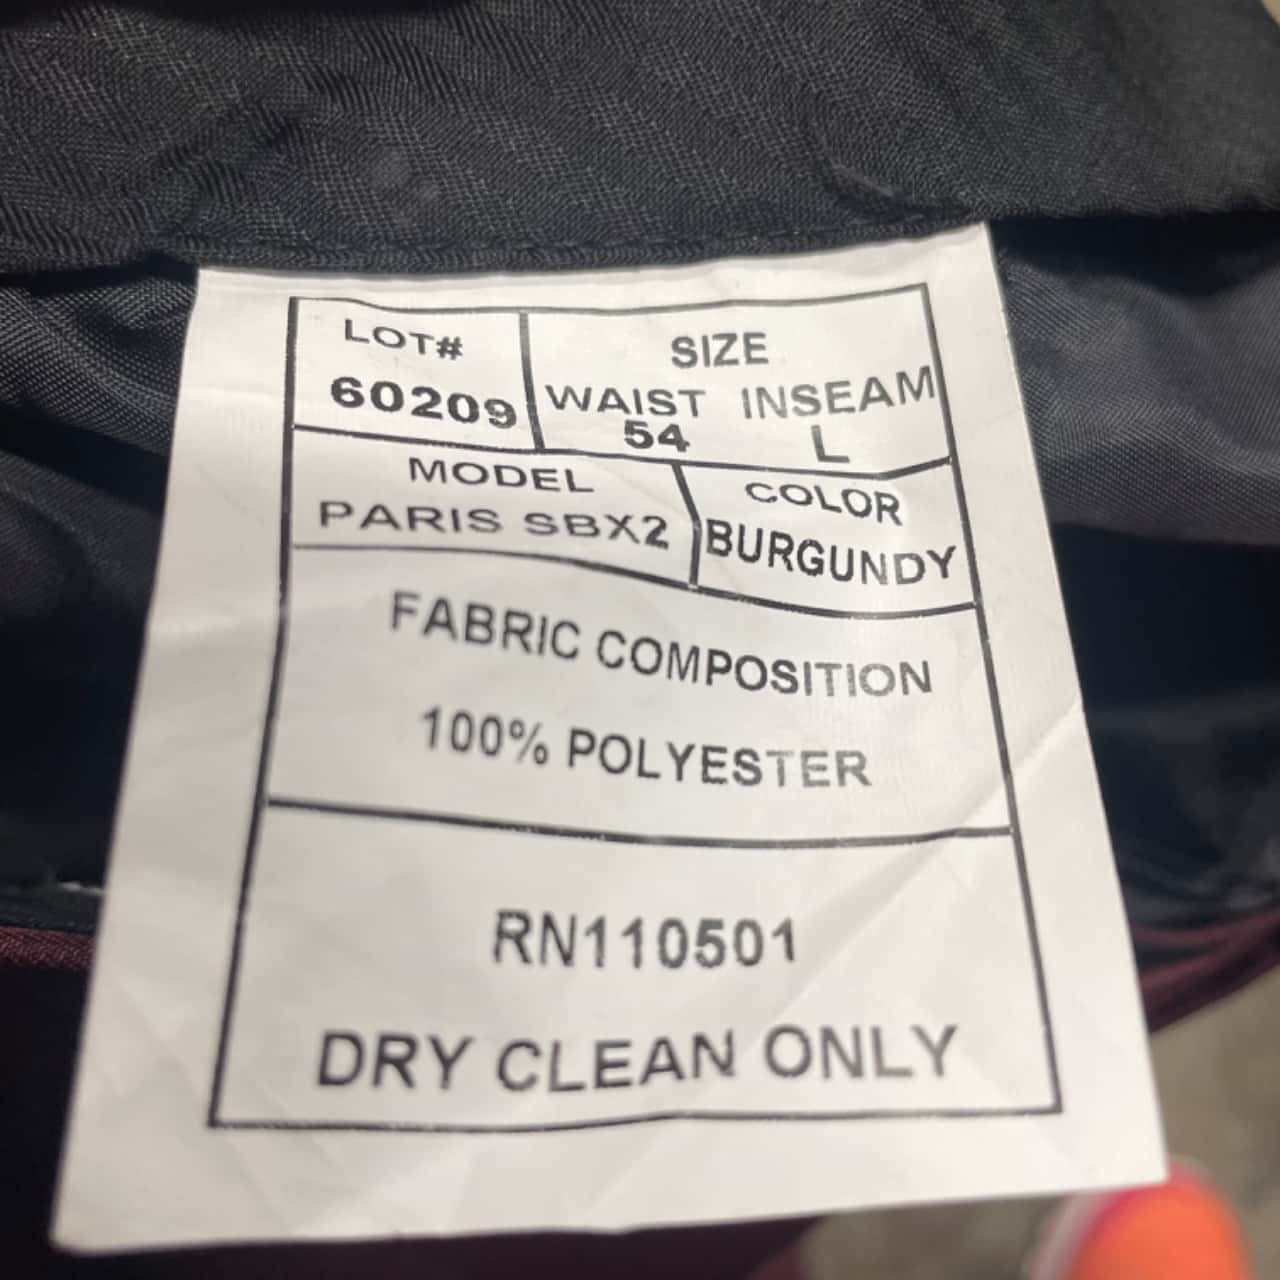 LOT#
60209
SIZE
WAIST INSEAM
54 L
MODEL
PARIS SBX2
COLOR
BURGUNDY
FABRIC COMPOSITION
100% POLYESTER
RN110501
DRY CLEAN ONLY